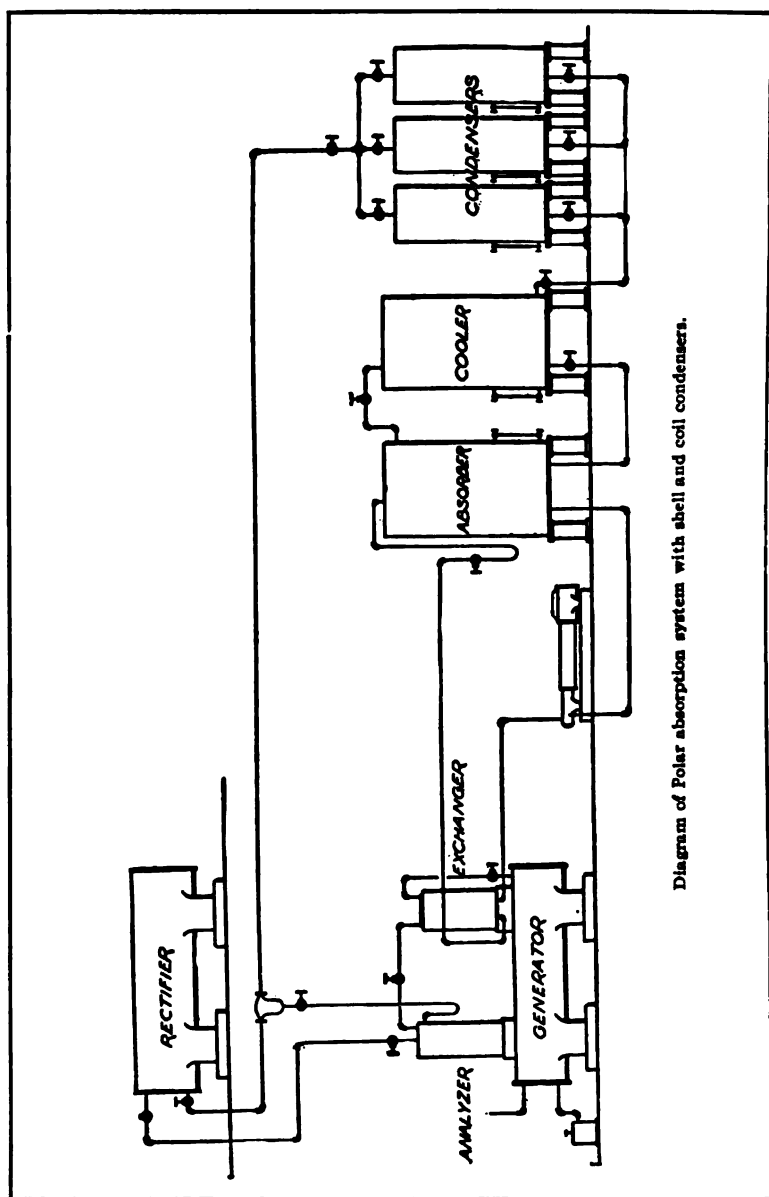 RECTIFIER
CONDENSERS
COOLER
ABSORBER
EXCHANGER
GENERATOR
ANALYZER
Diagram of Polar absorption system with shell and coil condensers.